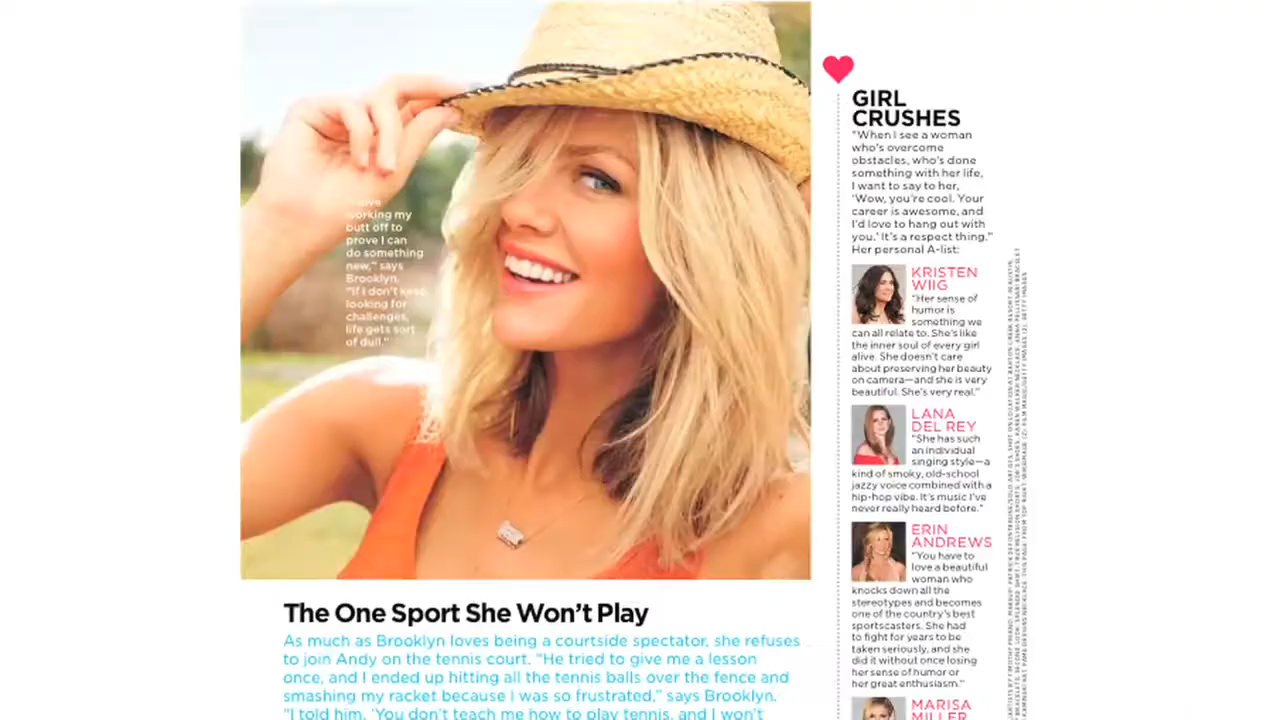 "I love
working my
butt off to
prove I can
do something
new," says
Brooklyn.
"If I don't keep
looking for
challenges,
life gets sort
of dull."
The One Sport She Won't Play
As much as Brooklyn loves being a courtside spectator, she refuses
to join Andy on the tennis court. "He tried to give me a lesson
once, and I ended up hitting all the tennis balls over the fence and
smashing my racket because I was so frustrated," says Brooklyn.
"I told him, 'You don't teach me how to play tennis, and I won't
GIRL
CRUSHES
"When I see a woman
who's overcome
obstacles, who's done
something with her life,
I want to say to her,
'Wow, you're cool. Your
career is awesome, and
I'd love to hang out with
you.' It's a respect thing."
Her personal A-list:
KRISTEN
WIIG
"Her sense of
humor is
something we
can all relate to. She's like
the inner soul of every girl
alive. She doesn't care
about preserving her beauty
on camera—and she is very
beautiful. She's very real."
LANA
DEL REY
"She has such
an individual
singing style—a
kind of smoky, old-school
jazzy voice combined with a
hip-hop vibe. It's music I've
never really heard before."
ERIN
ANDREWS
"You have to
love a beautiful
woman who
knocks down all the
stereotypes and becomes
one of the country's best
sportscasters. She had
to fight for years to be
taken seriously, and she
did it without once losing
her sense of humor or
her great enthusiasm."
MARISA
MILLER